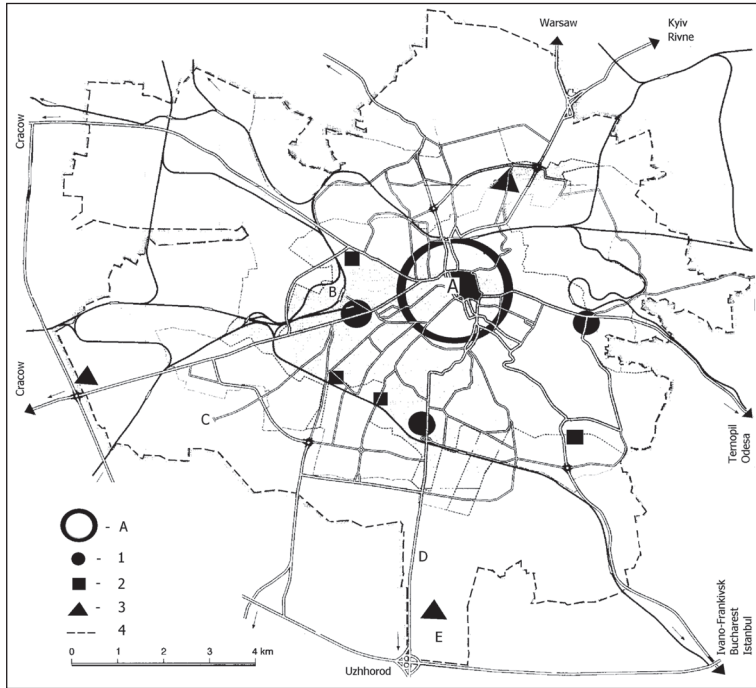 Warsaw
Kyiv
Rivne
Cracow
A
B
Cracow
C
Ternopil
Odesa
D
E
Uzhhorod
Ivano-Frankivsk
Bucharest
Istanbul
- A
- 1
- 2
- 3
4
0 1 2 3 4 km